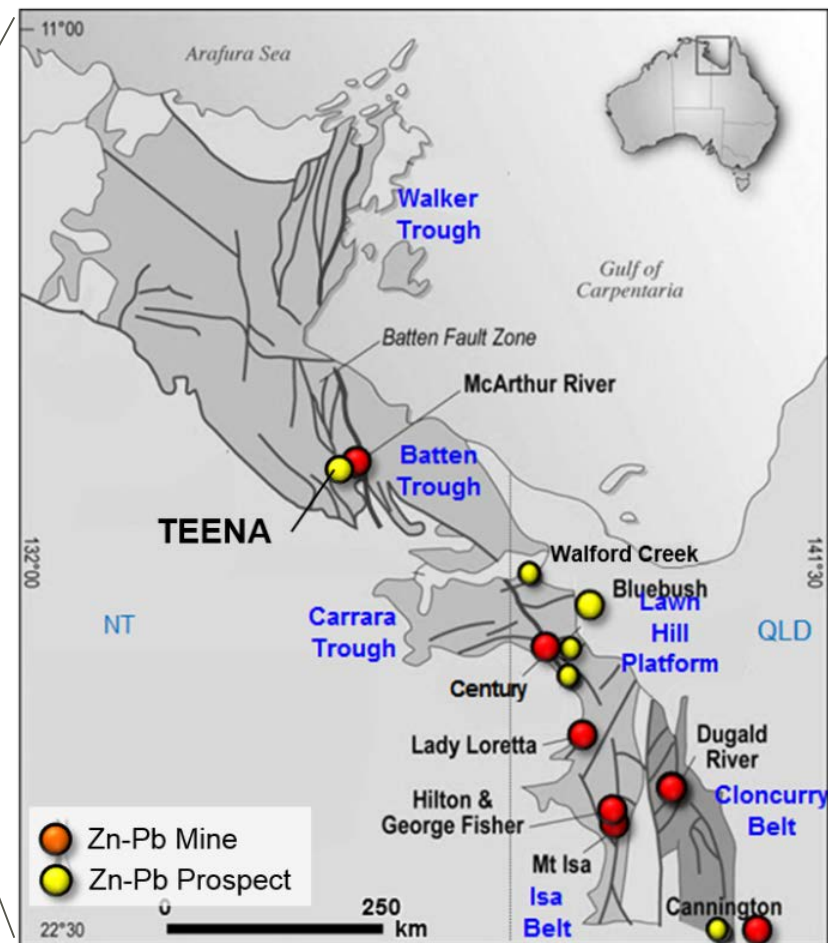 11°00
Arafura Sea
Walker
Trough
Gulf of
Carpentaria
Batten Fault Zone
McArthur River
Batten
Trough
TEENA
132°00
141°30
Walford Creek
Bluebush
Lawn
Hill
Platform
Carrara
Trough
NT
QLD
Century
Lady Loretta
Dugald
River
Hilton &
George Fisher
Cloncurry
Belt
Mt Isa
Isa
Belt
Cannington
Zn-Pb Mine
Zn-Pb Prospect
0 250
km
22°30